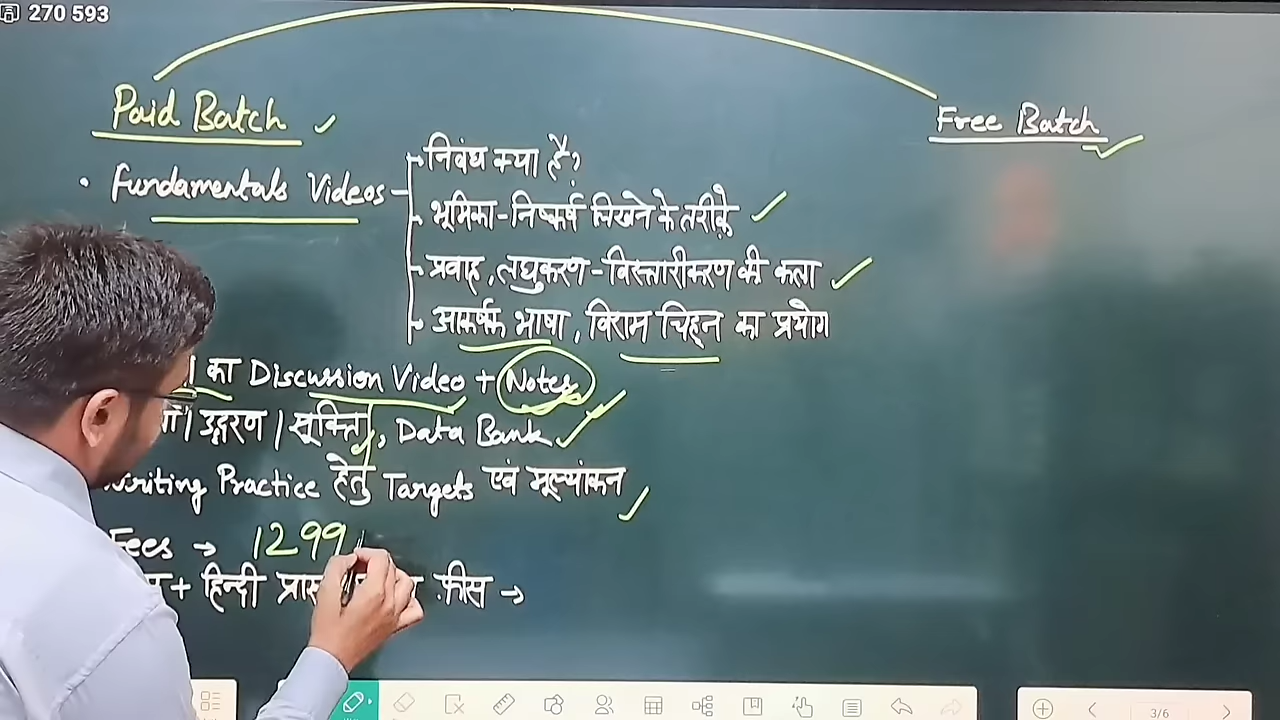 270 593
Paid Batch
Free Batch
Fundamentals Videos
निबंध क्या है?
भूमिका-निष्कर्ष लिखने के तरीके
प्रवाह, लघुकरण-विस्तारीकरण की कला
आकर्षक भाषा, विराम चिह्न का प्रयोग
का Discussion Video + Notes
उद्धरण | सूक्ति, Data Bank
Writing Practice हेतु Targets एवं मूल्यांकन
Fees → 1299
+ हिन्दी फीस →
3/6